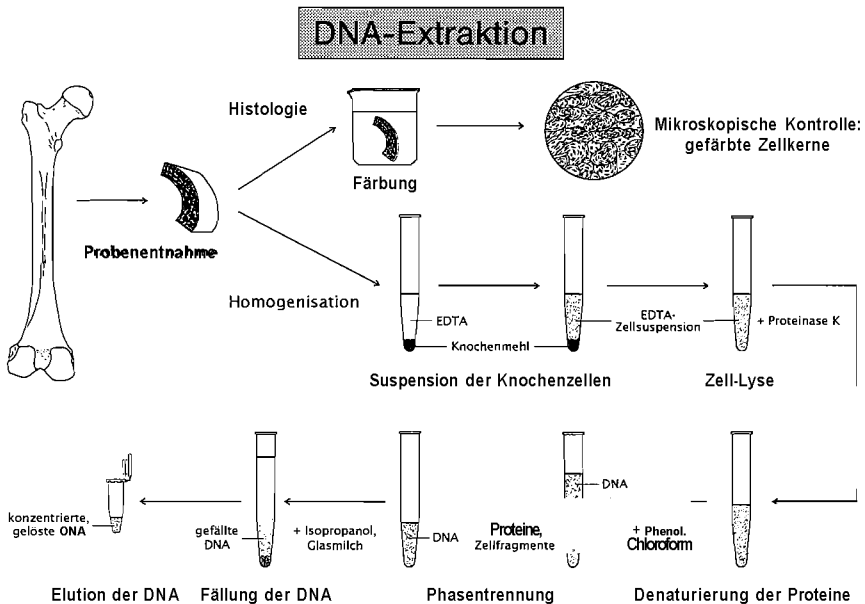 DNA-Extraktion
Histologie
Färbung
Mikroskopische Kontrolle:
gefärbte Zellkerne
Probenentnahme
Homogenisation
EDTA
Knochenmehl
EDTA-
Zellsuspension
+ Proteinase K
Suspension der Knochenzellen
Zell-Lyse
konzentrierte,
gelöste ONA
gefällte
DNA
+ Isopropanol,
Glasmilch
DNA
Proteine,
Zellfragmente
DNA
+ Phenol.
Chloroform
Elution der DNA
Fällung der DNA
Phasentrennung
Denaturierung der Proteine